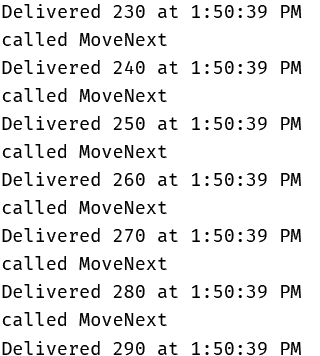 Delivered 230 at 1:50:39 PM
called MoveNext
Delivered 240 at 1:50:39 PM
called MoveNext
Delivered 250 at 1:50:39 PM
called MoveNext
Delivered 260 at 1:50:39 PM
called MoveNext
Delivered 270 at 1:50:39 PM
called MoveNext
Delivered 280 at 1:50:39 PM
called MoveNext
Delivered 290 at 1:50:39 PM